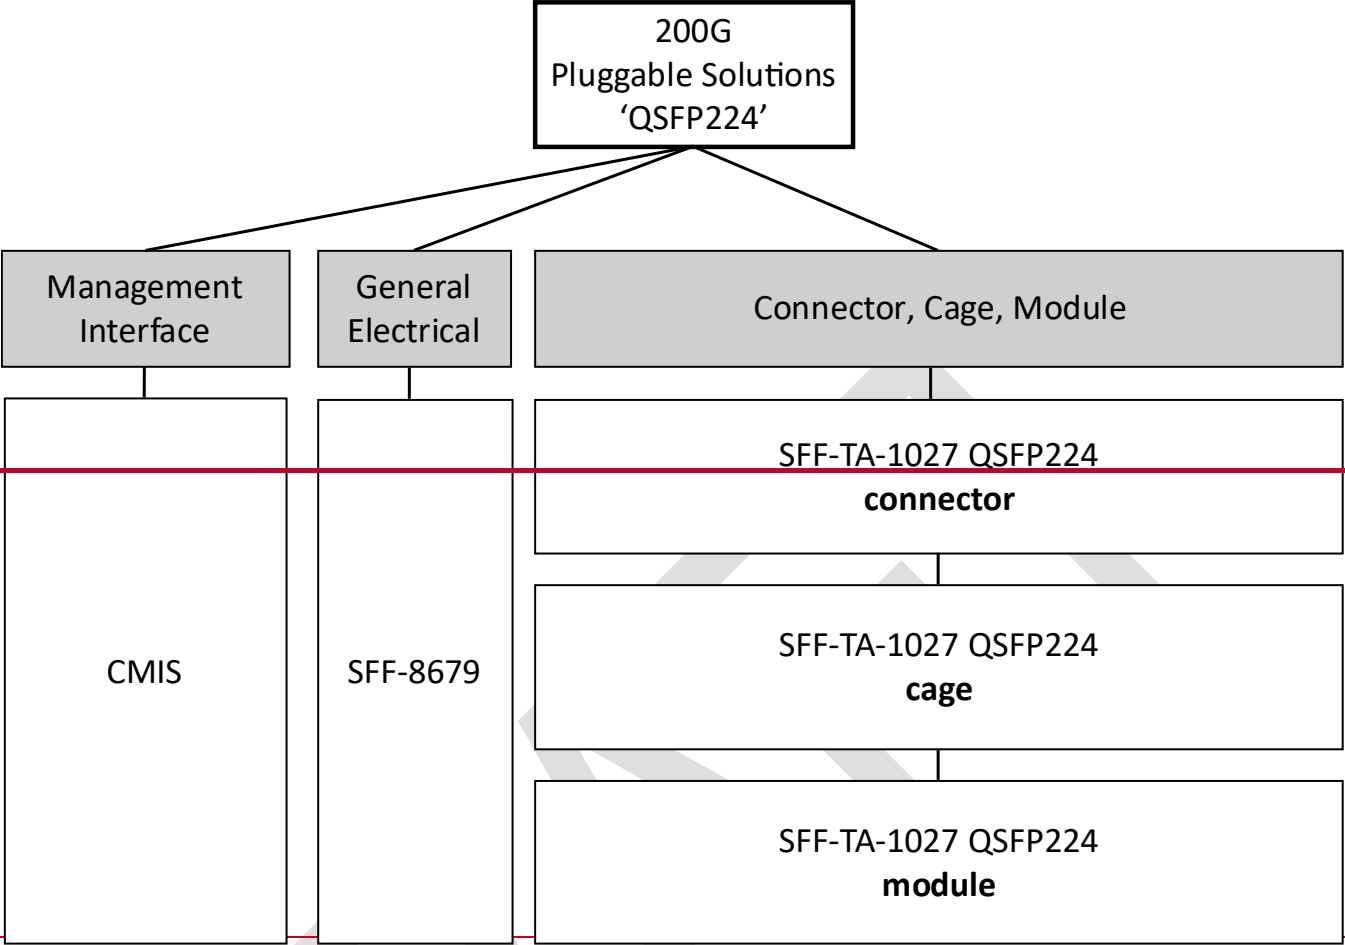 200G
Pluggable Solutions
‘QSFP224’
Management
Interface
General
Electrical
Connector, Cage, Module
SFF-TA-1027 QSFP224
connector
CMIS
SFF-8679
SFF-TA-1027 QSFP224
cage
SFF-TA-1027 QSFP224
module